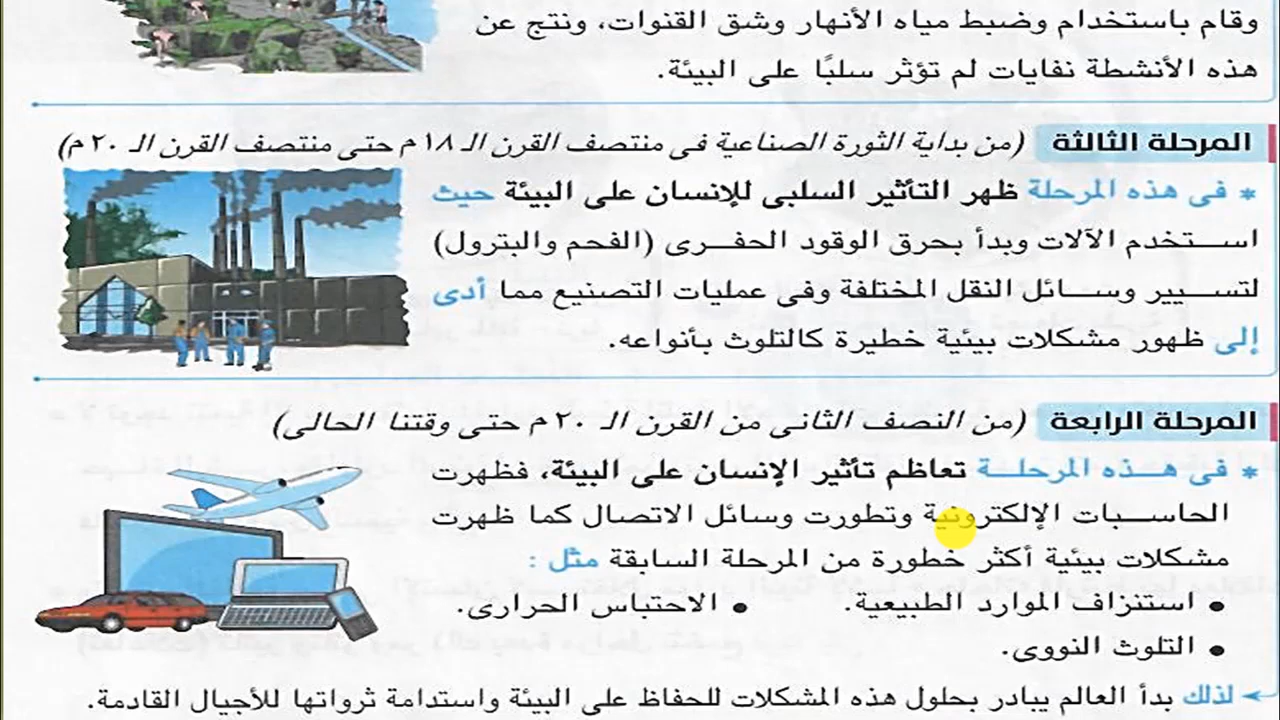 وقام باستخدام وضبط مياه الأنهار وشق القنوات، ونتج عن
هذه الأنشطة نفايات لم تؤثر سلبًا على البيئة.
المرحلة الثالثة (من بداية الثورة الصناعية فى منتصف القرن الـ ١٨ م حتى منتصف القرن الـ ٢٠ م)
* فى هذه المرحلة ظهر التأثير السلبى للإنسان على البيئة حيث
استخدم الآلات وبدأ بحرق الوقود الحفرى (الفحم والبترول)
لتسيير وسائل النقل المختلفة وفى عمليات التصنيع مما أدى
إلى ظهور مشكلات بيئية خطيرة كالتلوث بأنواعه.
المرحلة الرابعة (من النصف الثانى من القرن الـ ٢٠ م حتى وقتنا الحالى)
* فى هذه المرحلة تعاظم تأثير الإنسان على البيئة، فظهرت
الحاسبات الإلكترونية وتطورت وسائل الاتصال كما ظهرت
مشكلات بيئية أكثر خطورة من المرحلة السابقة مثل :
• استنزاف الموارد الطبيعية. • الاحتباس الحرارى.
• التلوث النووى.
لذلك بدأ العالم يبادر بحلول هذه المشكلات للحفاظ على البيئة واستدامة ثرواتها للأجيال القادمة.